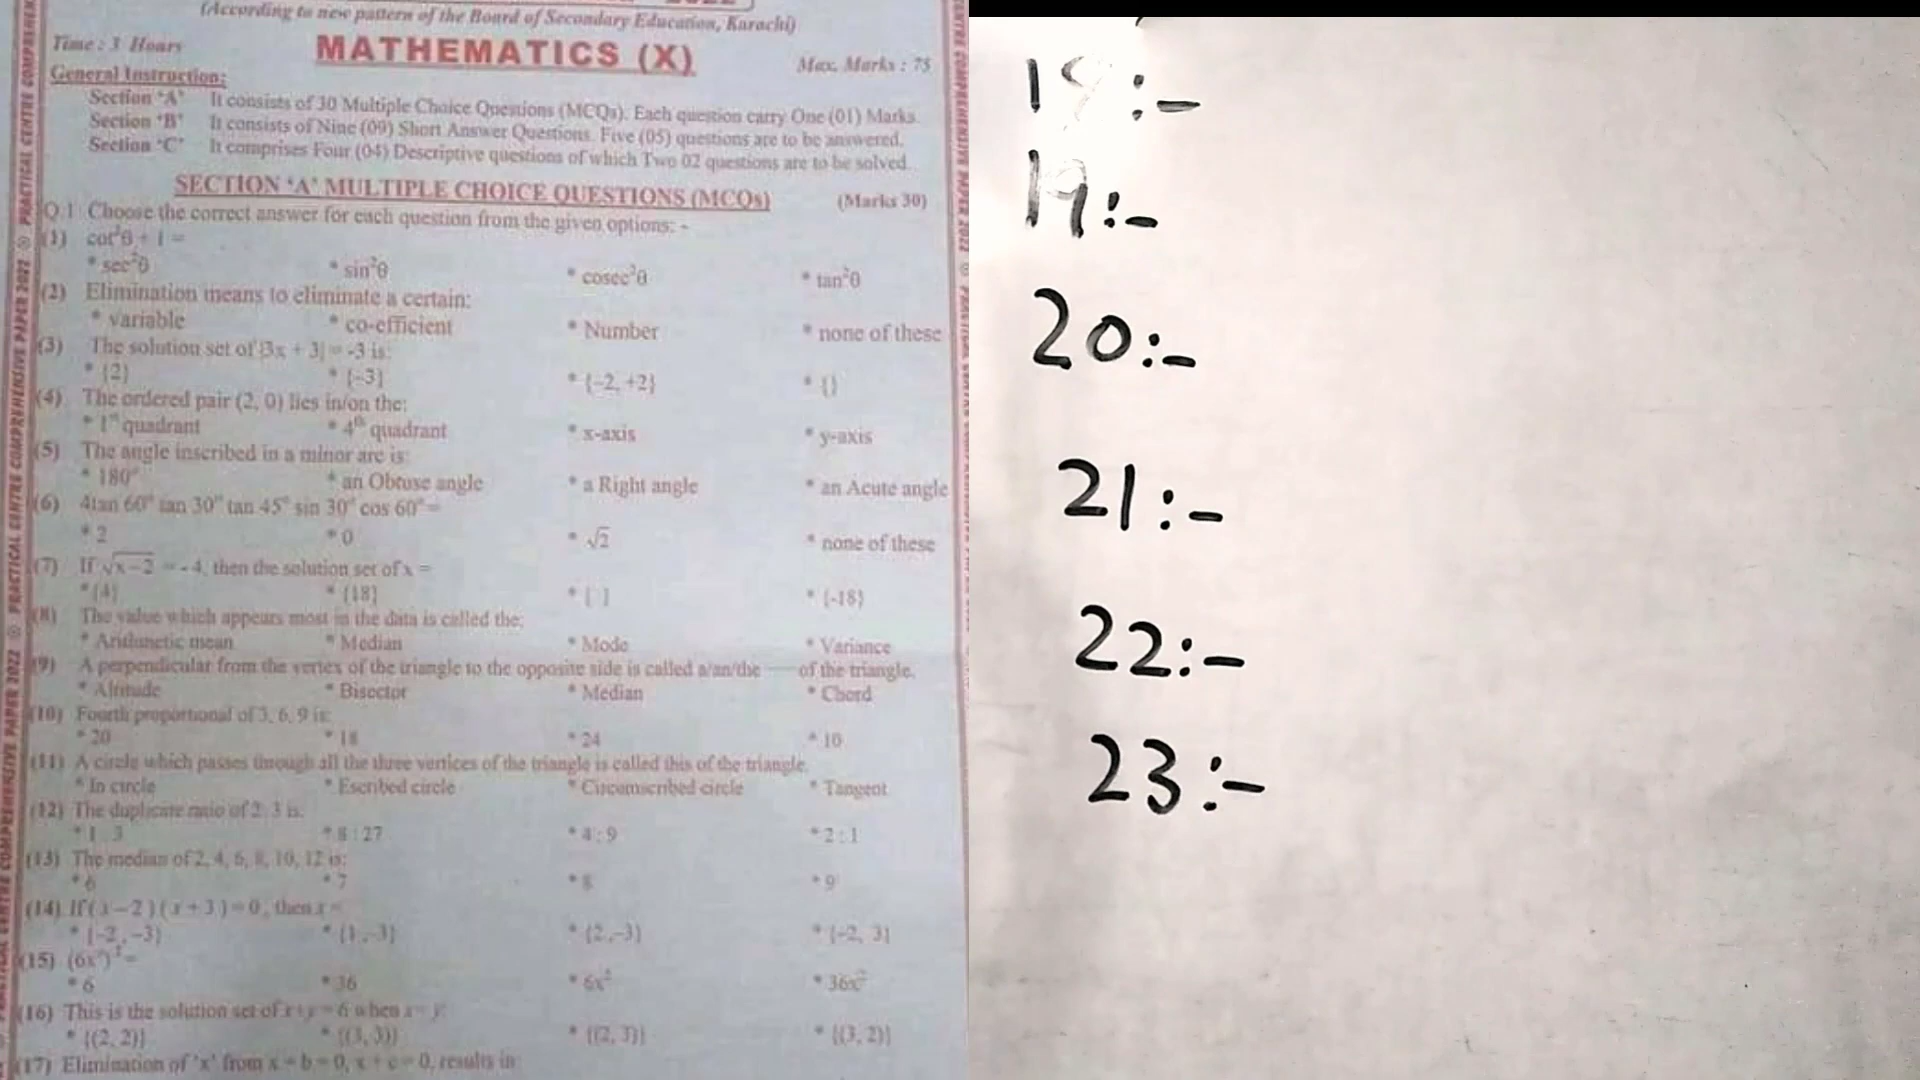 (According to new pattern of the Board of Secondary Education, Karachi)
Time : 3 Hours
MATHEMATICS (X)
Max. Marks : 75
General Instruction:
Section "A" It consists of 30 Multiple Choice Questions (MCQs). Each question carry One (01) Marks.
Section "B" It consists of Nine (09) Short Answer Questions. Five (05) questions are to be answered.
Section "C" It comprises Four (04) Descriptive questions of which Two 02 questions are to be solved.
SECTION 'A' MULTIPLE CHOICE QUESTIONS (MCQs) (Marks 30)
Q.1 Choose the correct answer for each question from the given options: -
(1) cot²θ + 1 =
* sec²θ * sin²θ * cosec²θ * tan²θ
(2) Elimination means to eliminate a certain:
* variable * co-efficient * Number * none of these
(3) The solution set of |3x + 3| = -3 is:
* {2} * {-3} * {-2, +2} * {}
(4) The ordered pair (2, 0) lies in/on the:
* 1st quadrant * 4th quadrant * x-axis * y-axis
(5) The angle inscribed in a minor arc is:
* 180° * an Obtuse angle * a Right angle * an Acute angle
(6) 4tan 60° tan 30° tan 45° sin 30° cos 60° =
* 2 * 0 * √2 * none of these
(7) If √x-2 = - 4, then the solution set of x =
* {4} * {18} * { } * {-18}
(8) The value which appears most in the data is called the:
* Arithmetic mean * Median * Mode * Variance
(9) A perpendicular from the vertex of the triangle to the opposite side is called a/an/the —— of the triangle.
* Altitude * Bisector * Median * Chord
(10) Fourth proportional of 3, 6, 9 is:
* 20 * 18 * 24 * 10
(11) A circle which passes through all the three vertices of the triangle is called this of the triangle.
* In circle * Escribed circle * Circumscribed circle * Tangent
(12) The duplicate ratio of 2: 3 is.
* 1 : 3 * 8 : 27 * 4 : 9 * 2 : 1
(13) The median of 2, 4, 6, 8, 10, 12 is:
* 6 * 7 * 8 * 9
(14) If (x – 2) (x + 3) = 0, then x =
* {-2, -3} * {1, -3} * {2, -3} * {-2, 3}
(15)
* 6 * 36 * 6x² * 36x²
(16) This is the solution set of x+y = 6 when x = y:
* {(2, 2)} * {(3, 3)} * {(2, 3)} * {(3, 2)}
(17) Elimination of 'x' from x - b = 0, x + c = 0, results in:
PRACTICAL CENTRE COMPREHENSIVE PAPER 2022
18:-
19:-
20:-
21:-
22:-
23:-